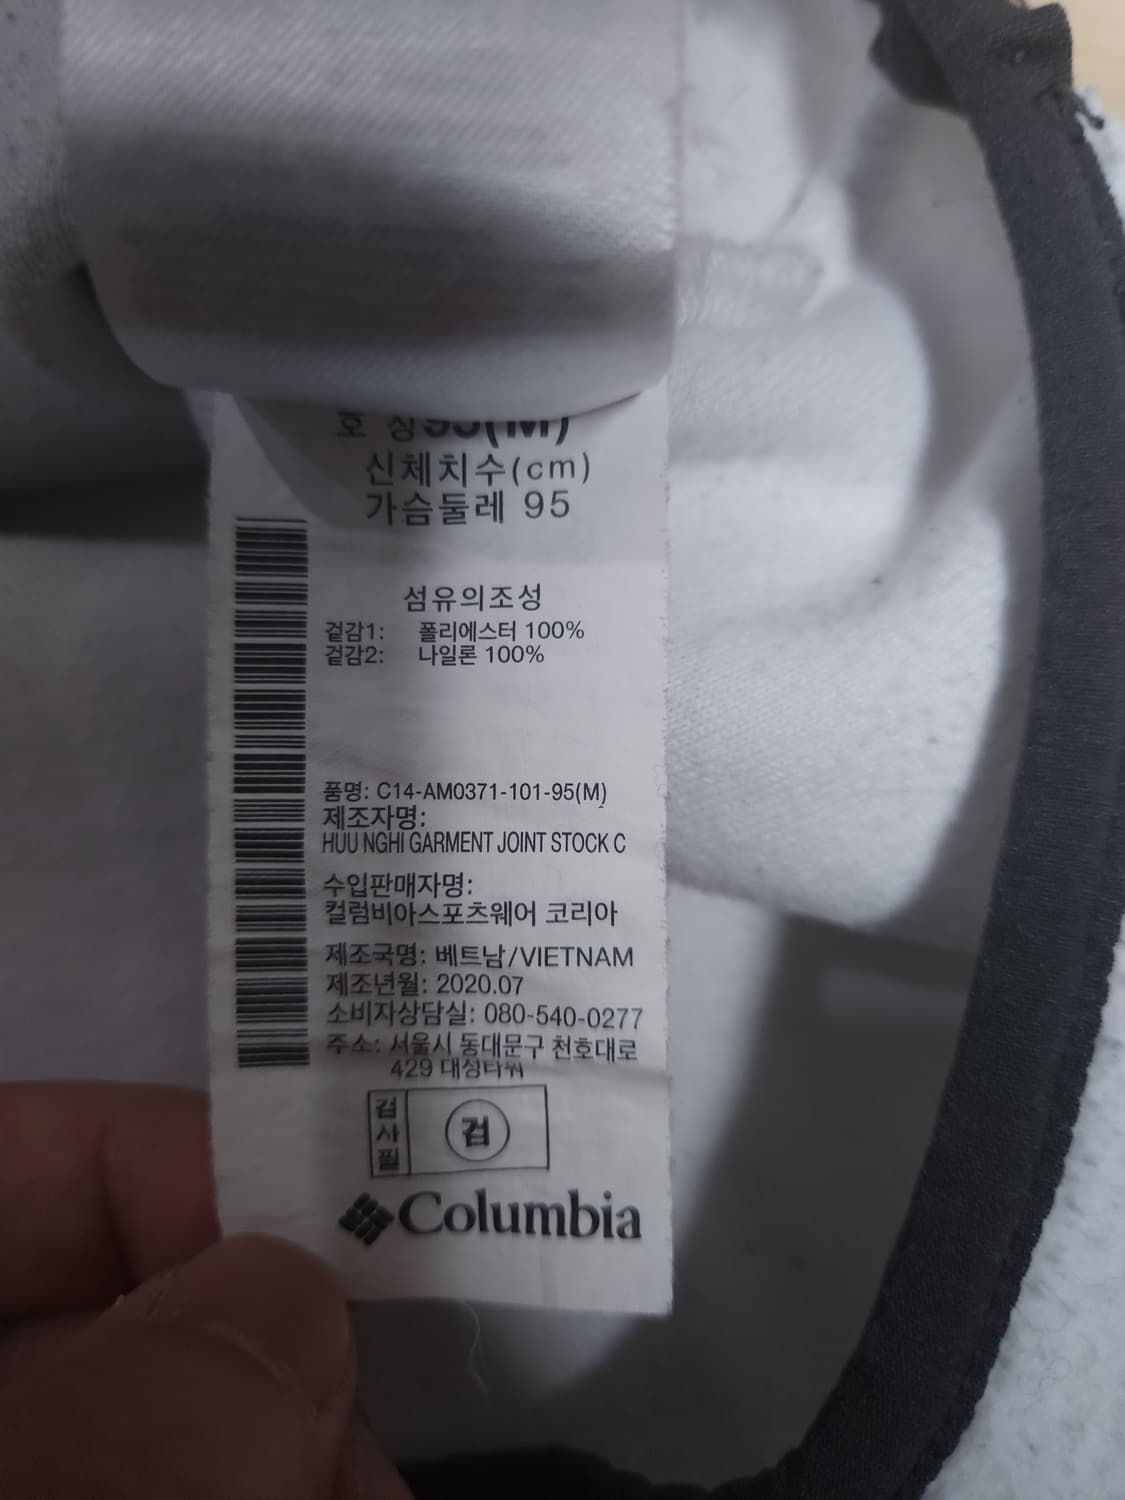 호 칭95(M)
신체치수(cm)
가슴둘레 95
섬유의조성
겉감1: 폴리에스터 100%
겉감2: 나일론 100%
품명: C14-AM0371-101-95(M)
제조자명:
HUU NGHI GARMENT JOINT STOCK C
수입판매자명:
컬럼비아스포츠웨어 코리아
제조국명: 베트남/VIETNAM
제조년월: 2020.07
소비자상담실: 080-540-0277
주소: 서울시 동대문구 천호대로
429 대성타워
검사필
검
Columbia